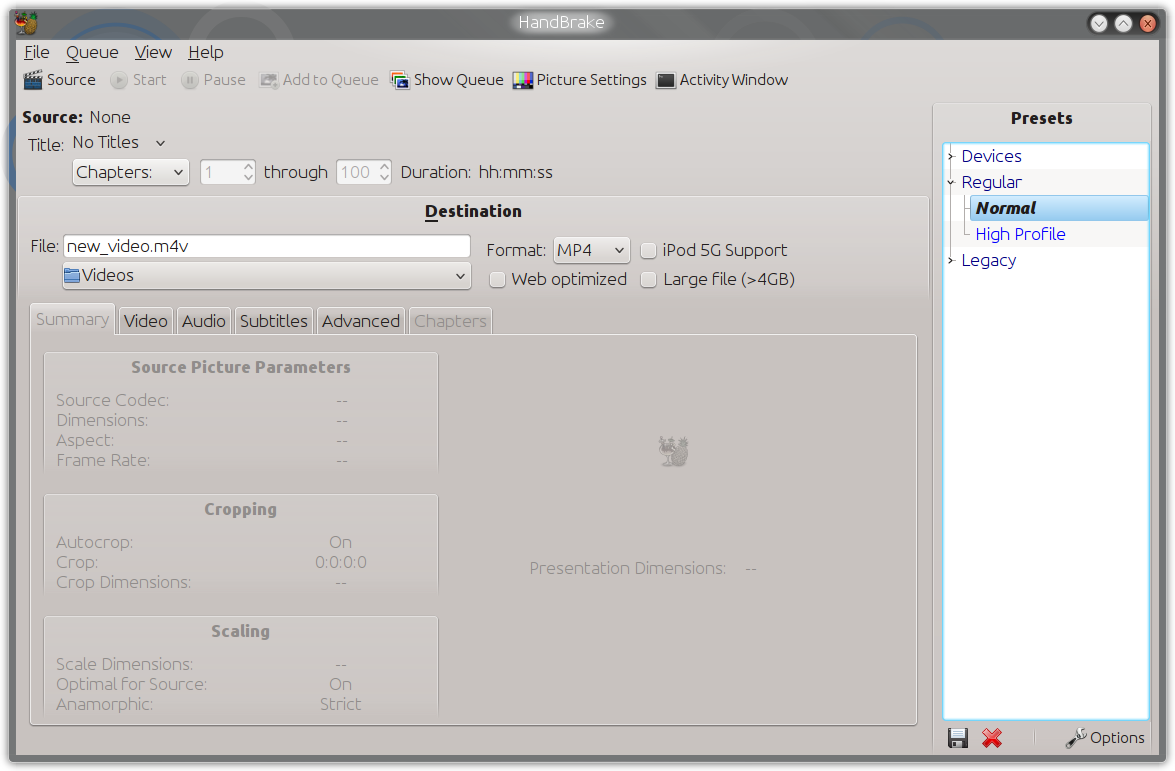 HandBrake
File Queue View Help
Source Start Pause Add to Queue Show Queue Picture Settings Activity Window
Source: None
Title: No Titles
Chapters: 1 through 100 Duration: hh:mm:ss
Destination
File: new_video.m4v
Videos
Format: MP4 iPod 5G Support
Web optimized Large file (>4GB)
Summary Video Audio Subtitles Advanced Chapters
Source Picture Parameters
Source Codec: --
Dimensions: --
Aspect: --
Frame Rate: --
Cropping
Autocrop: On
Crop: 0:0:0:0
Crop Dimensions: --
Scaling
Scale Dimensions: --
Optimal for Source: On
Anamorphic: Strict
Presentation Dimensions: --
Presets
Devices
Regular
Normal
High Profile
Legacy
Options